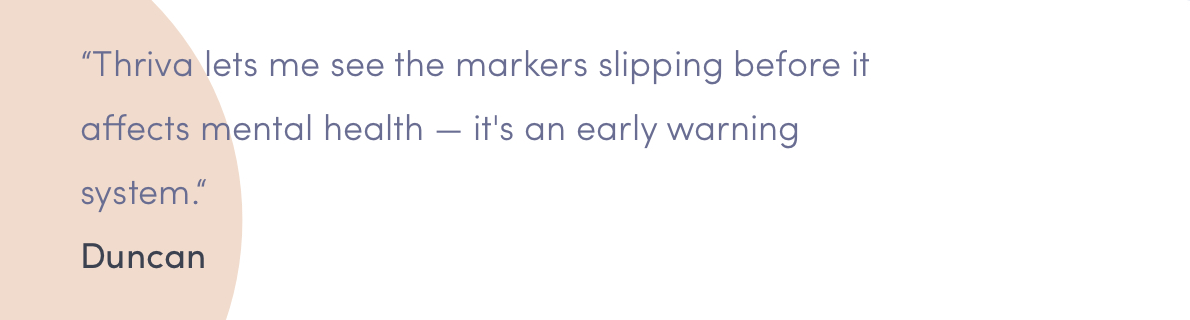 “Thriva lets me see the markers slipping before it
affects mental health — it's an early warning
system.“
Duncan